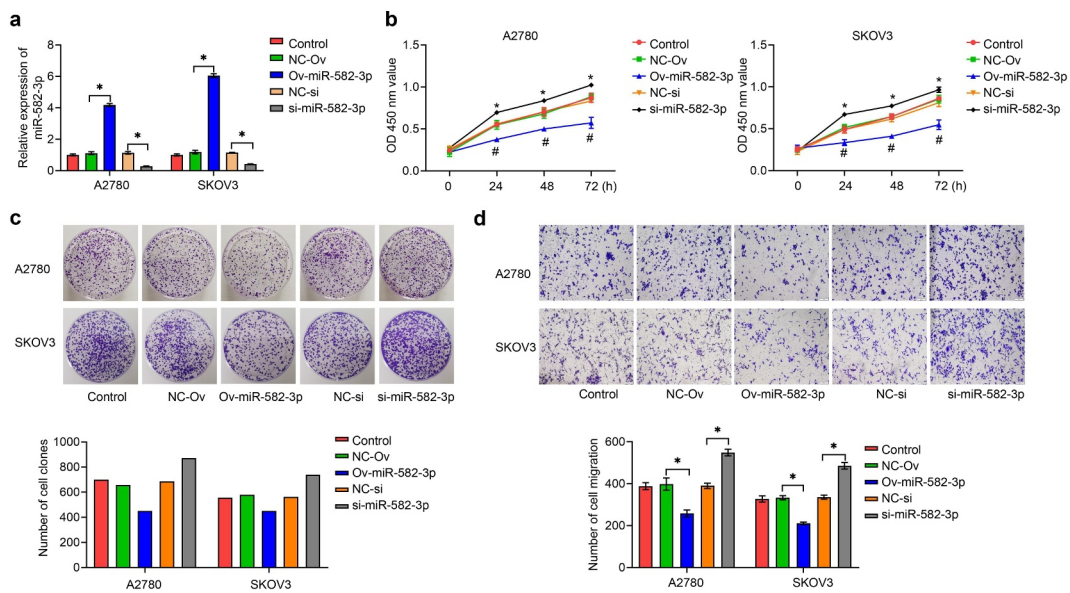 a
Relative expression of
miR-582-3p
8
6
4
2
0
*
*
*
*
A2780
SKOV3
Control
NC-Ov
Ov-miR-582-3p
NC-si
si-miR-582-3p
b
A2780
OD 450 nm value
1.5
1.0
0.5
0.0
*
*
*
#
#
#
0
24
48
72 (h)
Control
NC-Ov
Ov-miR-582-3p
NC-si
si-miR-582-3p
SKOV3
OD 450 nm value
1.5
1.0
0.5
0.0
*
*
*
#
#
#
0
24
48
72 (h)
Control
NC-Ov
Ov-miR-582-3p
NC-si
si-miR-582-3p
c
A2780
SKOV3
Control
NC-Ov
Ov-miR-582-3p
NC-si
si-miR-582-3p
Number of cell clones
1000
800
600
400
200
0
A2780
SKOV3
Control
NC-Ov
Ov-miR-582-3p
NC-si
si-miR-582-3p
d
A2780
SKOV3
Control
NC-Ov
Ov-miR-582-3p
NC-si
si-miR-582-3p
Number of cell migration
600
400
200
0
*
*
*
*
A2780
SKOV3
Control
NC-Ov
Ov-miR-582-3p
NC-si
si-miR-582-3p